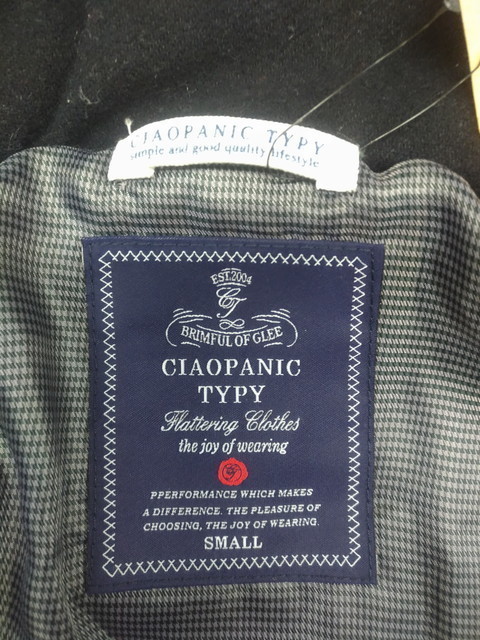 CIAOPANIC TYPY
simple and good quality lifestyle
EST.2004
CT
BRIMFUL OF GLEE
CIAOPANIC
TYPY
Flattering Clothes
the joy of wearing
PPERFORMANCE WHICH MAKES
A DIFFERENCE. THE PLEASURE OF
CHOOSING, THE JOY OF WEARING.
SMALL